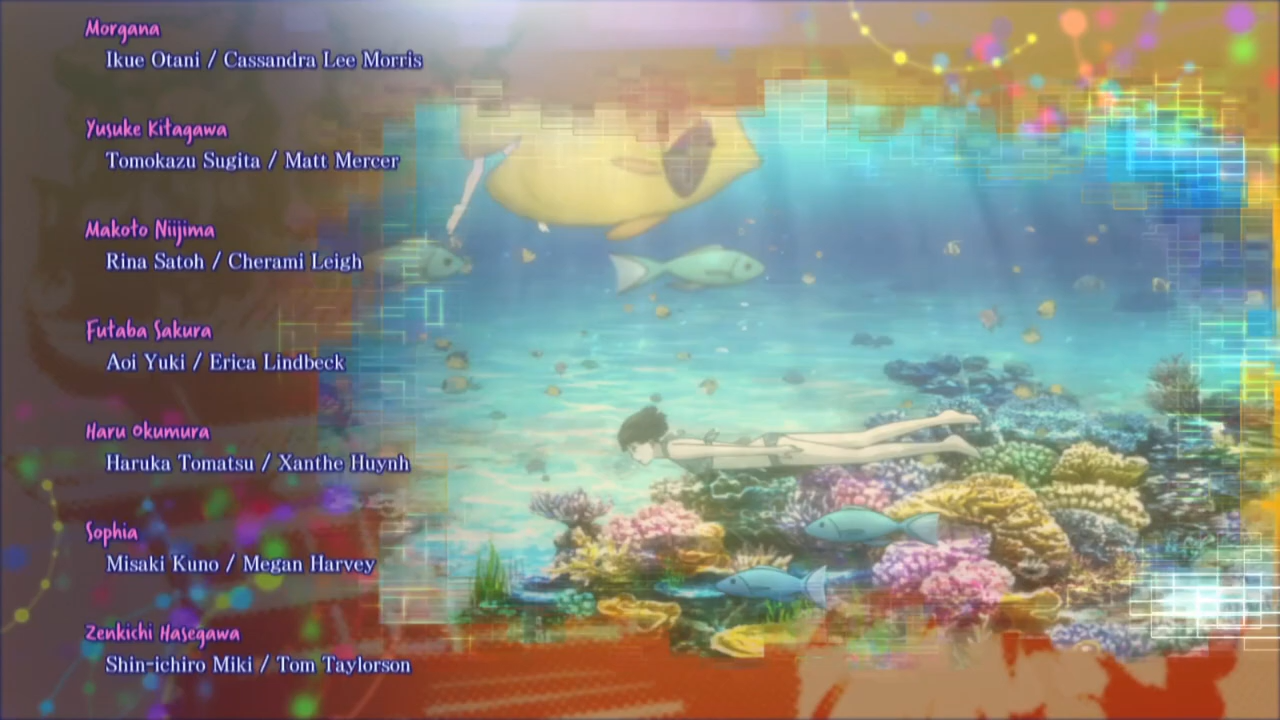 Morgana
Ikue Otani / Cassandra Lee Morris
Yusuke Kitagawa
Tomokazu Sugita / Matt Mercer
Makoto Niijima
Rina Satoh / Cherami Leigh
Futaba Sakura
Aoi Yuki / Erica Lindbeck
Haru Okumura
Haruka Tomatsu / Xanthe Huynh
Sophia
Misaki Kuno / Megan Harvey
Zenkichi Hasegawa
Shin-ichiro Miki / Tom Taylorson